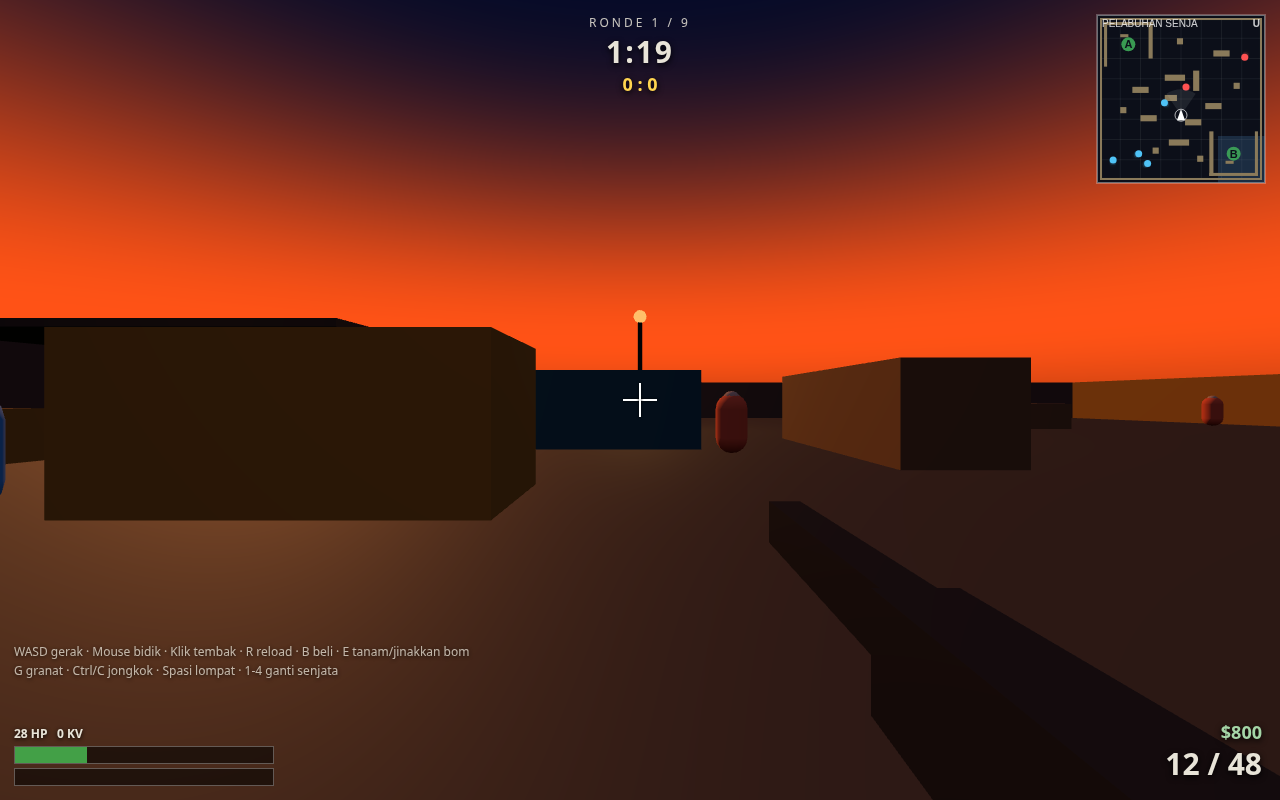 RONDE 1 / 9
1:19
0 : 0
PELABUHAN SENJA
U
A
B
WASD gerak · Mouse bidik · Klik tembak · R reload · B beli · E tanam/jinakkan bom
G granat · Ctrl/C jongkok · Spasi lompat · 1-4 ganti senjata
28 HP 0 KV
$800
12 / 48